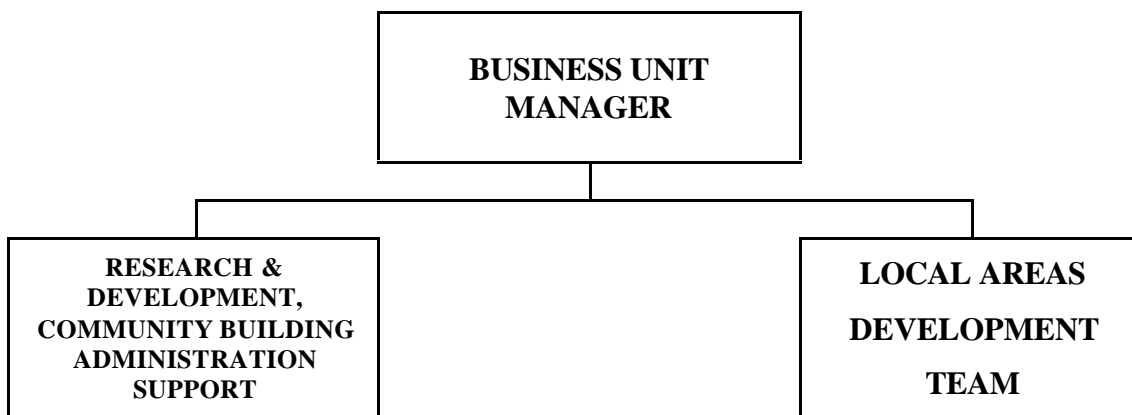 BUSINESS UNIT
MANAGER
RESEARCH &
DEVELOPMENT,
COMMUNITY BUILDING
ADMINISTRATION
SUPPORT
LOCAL AREAS
DEVELOPMENT
TEAM